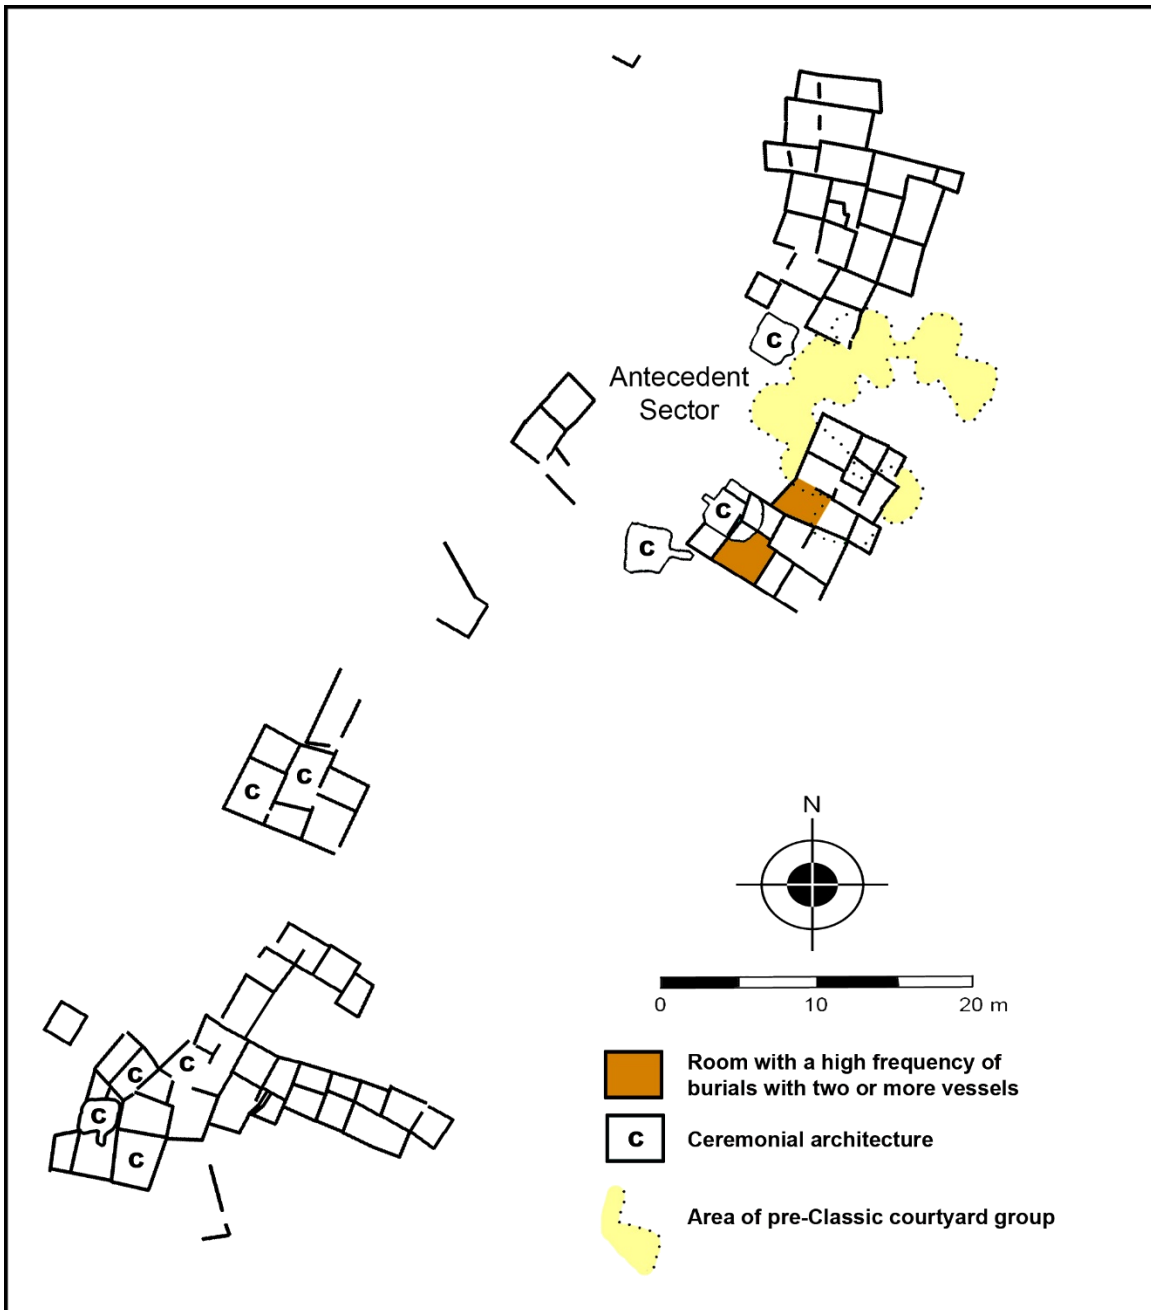 C
Antecedent
Sector
C
C
C
C
N
0 10 20 m
C
C
C
C
Room with a high frequency of
burials with two or more vessels
C Ceremonial architecture
Area of pre-Classic courtyard group